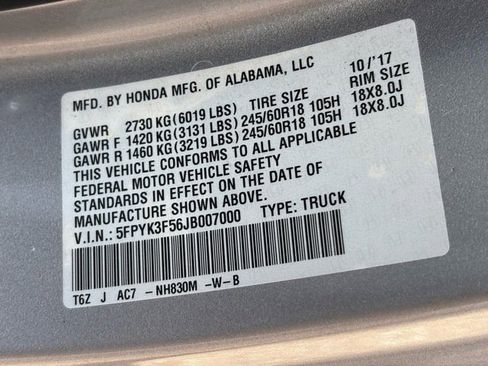 MFD. BY HONDA MFG. OF ALABAMA, LLC 10/'17
GVWR 2730 KG(6019 LBS) TIRE SIZE RIM SIZE
GAWR F 1420 KG(3131 LBS) 245/60R18 105H 18X8.0J
GAWR R 1460 KG(3219 LBS) 245/60R18 105H 18X8.0J
THIS VEHICLE CONFORMS TO ALL APPLICABLE
FEDERAL MOTOR VEHICLE SAFETY
STANDARDS IN EFFECT ON THE DATE OF
MANUFACTURE SHOWN ABOVE.
V.I.N.: 5FPYK3F56JB007000 TYPE: TRUCK
T6Z J AC7 -NH830M -W-B